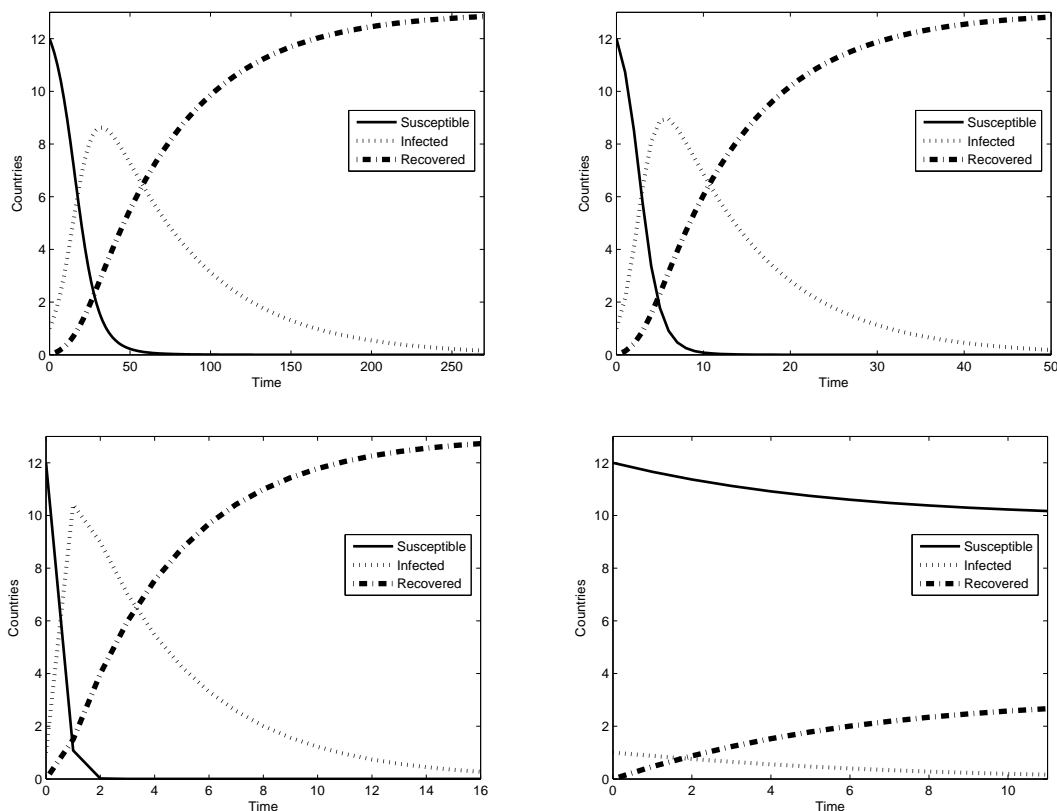 12
10
8
6
4
2
0
Countries
Susceptible
Infected
Recovered
0 50 100 150 200 250
Time
12
10
8
6
4
2
0
Countries
Susceptible
Infected
Recovered
0 10 20 30 40 50
Time
12
10
8
6
4
2
0
Countries
Susceptible
Infected
Recovered
0 2 4 6 8 10 12 14 16
Time
12
10
8
6
4
2
0
Countries
Susceptible
Infected
Recovered
0 2 4 6 8 10
Time